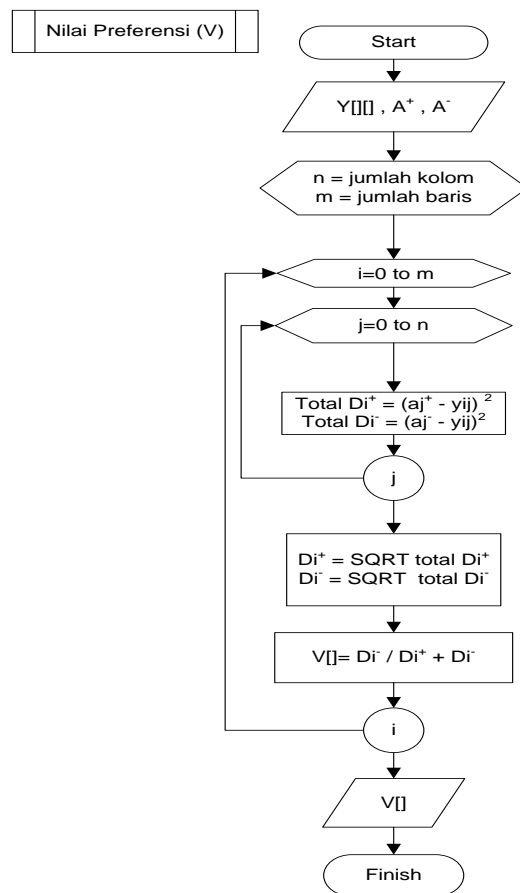 Nilai Preferensi (V)
Start
Y[][] , A⁺ , A⁻
n = jumlah kolom
m = jumlah baris
i=0 to m
j=0 to n
Total Di⁺ = (aj⁺ - yij) ²
Total Di⁻ = (aj⁻ - yij)²
j
Di⁺ = SQRT total Di⁺
Di⁻ = SQRT total Di⁻
V[]= Di⁻ / Di⁺ + Di⁻
i
V[]
Finish